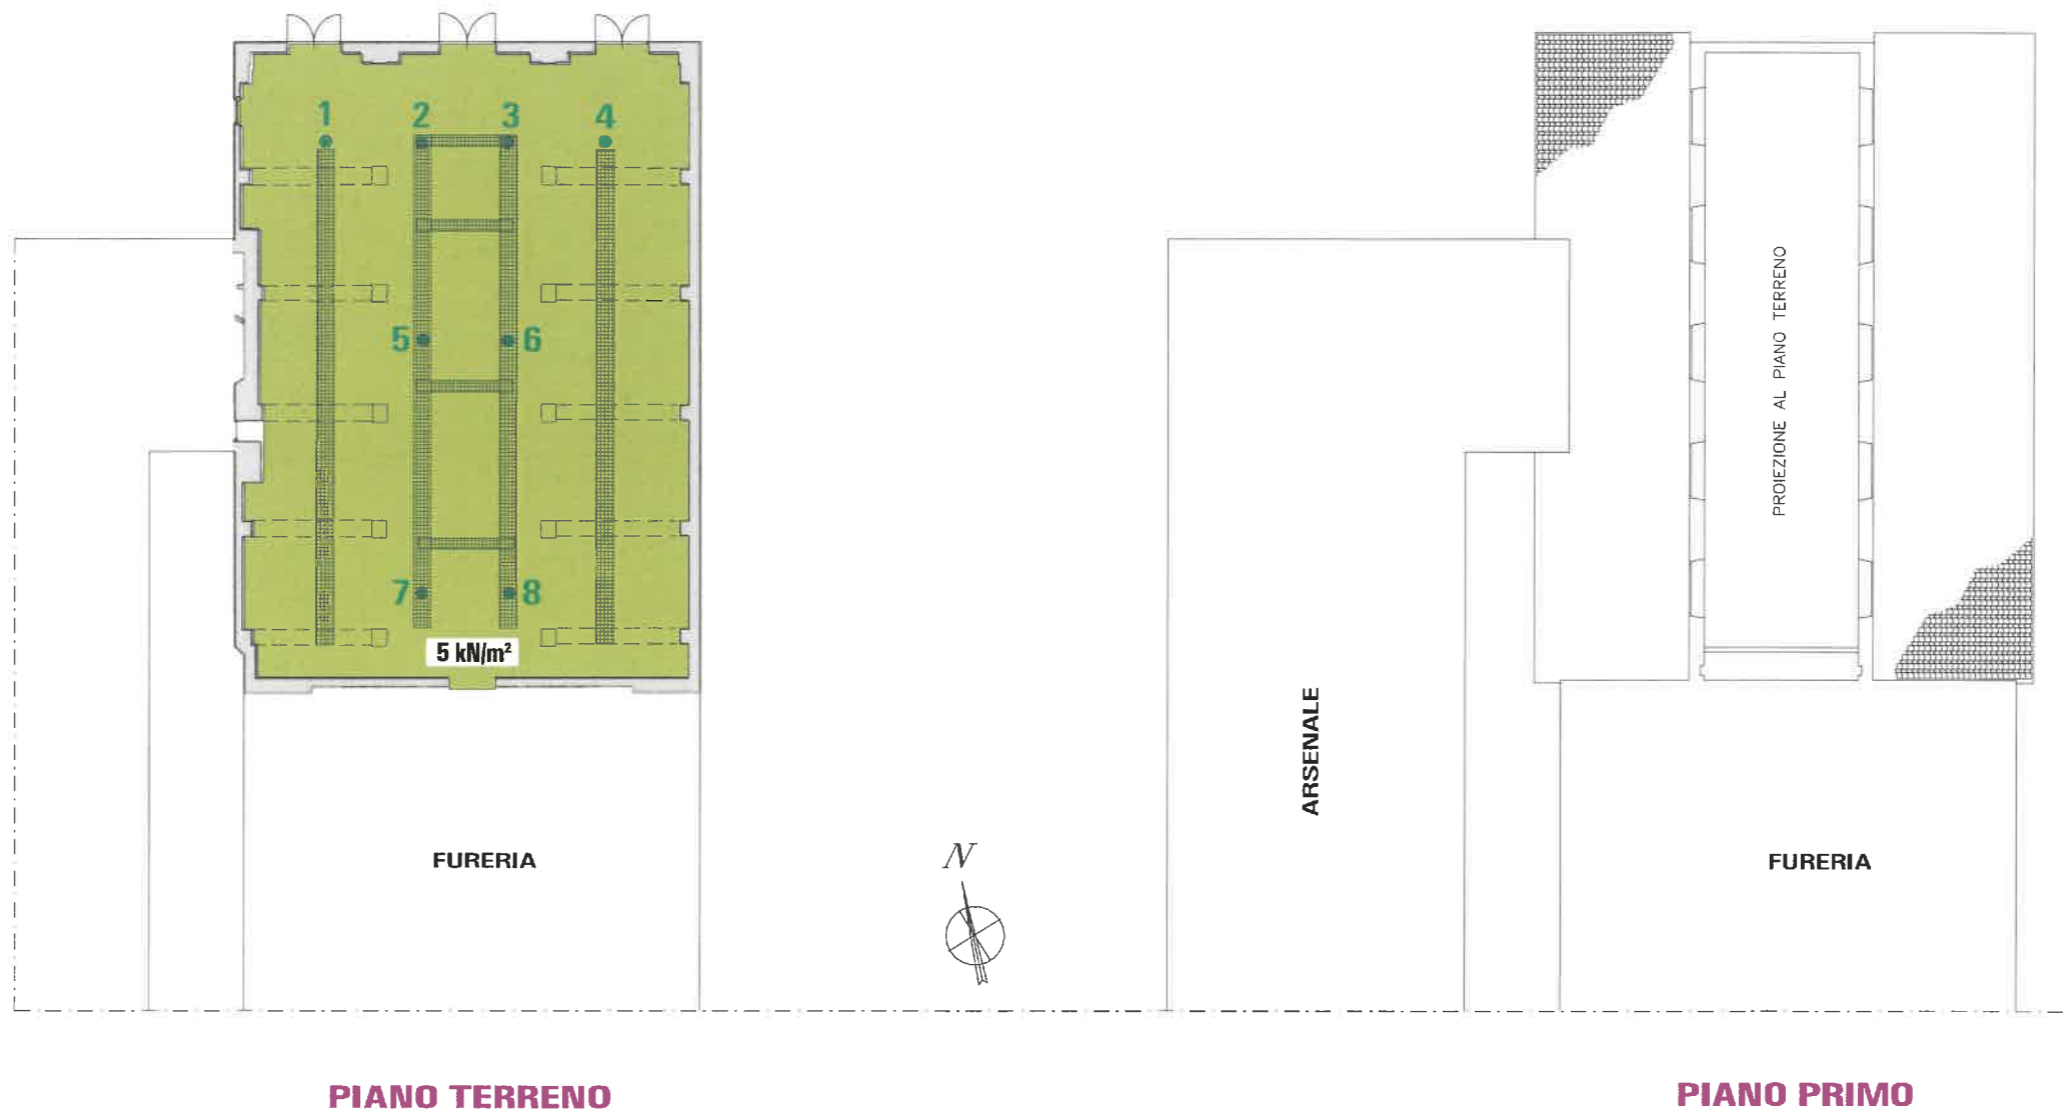 1 2 3 4
5 6
7 8
5 kN/m²
FURERIA
N
PROIEZIONE AL PIANO TERRENO
ARSENALE
FURERIA
PIANO TERRENO
PIANO PRIMO